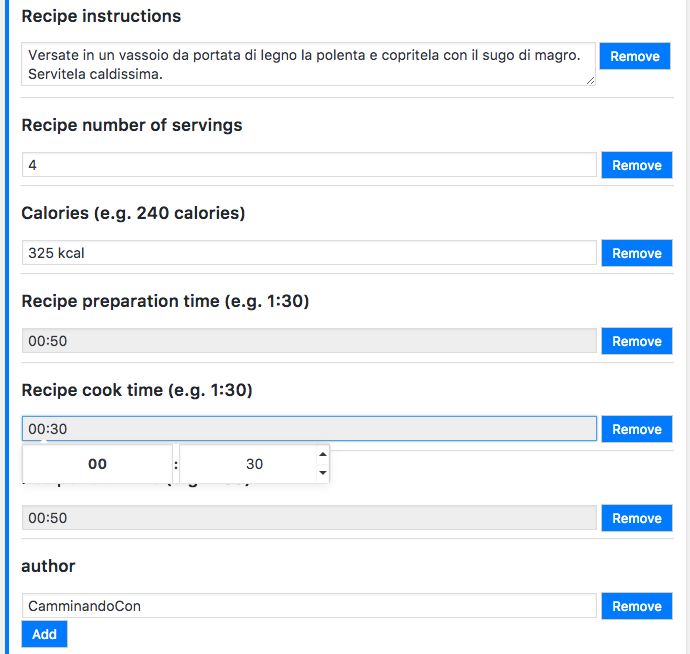 Recipe instructions
Versate in un vassoio da portata di legno la polenta e copritela con il sugo di magro.
Servitela caldissima.
Remove
Recipe number of servings
4
Remove
Calories (e.g. 240 calories)
325 kcal
Remove
Recipe preparation time (e.g. 1:30)
00:50
Remove
Recipe cook time (e.g. 1:30)
00:30
Remove
00 : 30
00:50
Remove
author
CamminandoCon
Remove
Add